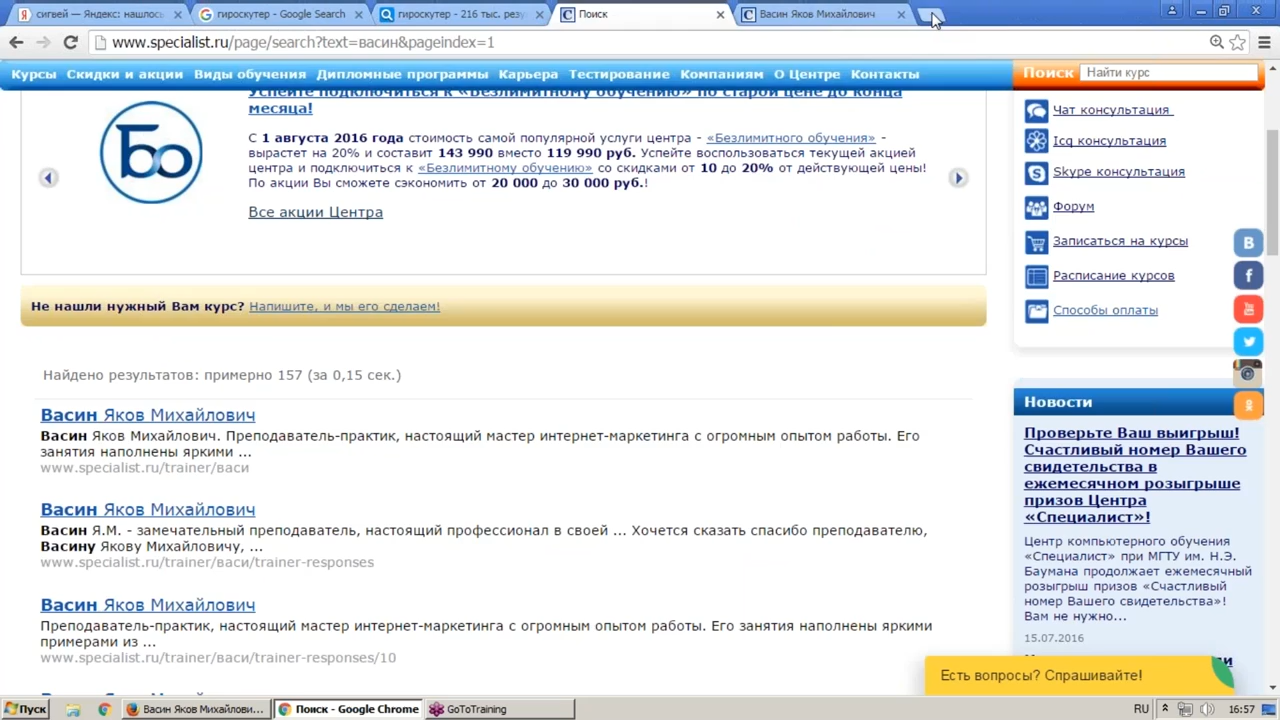 сигвей — Яндекс: нашлось
гироскутер - Google Search
гироскутер - 216 тыс. резу
Поиск
Васин Яков Михайлович
www.specialist.ru/page/search?text=васин&pageindex=1
Курсы Скидки и акции Виды обучения Дипломные программы Карьера Тестирование Компаниям О Центре Контакты
Поиск Найти курс
Успейте подключиться к «Безлимитному обучению» по старой цене до конца
месяца!
Бо
С 1 августа 2016 года стоимость самой популярной услуги центра - «Безлимитного обучения» -
вырастет на 20% и составит 143 990 вместо 119 990 руб. Успейте воспользоваться текущей акцией
центра и подключиться к «Безлимитному обучению» со скидками от 10 до 20% от действующей цены!
По акции Вы сможете сэкономить от 20 000 до 30 000 руб.!
Все акции Центра
Не нашли нужный Вам курс? Напишите, и мы его сделаем!
Найдено результатов: примерно 157 (за 0,15 сек.)
Васин Яков Михайлович
Васин Яков Михайлович. Преподаватель-практик, настоящий мастер интернет-маркетинга с огромным опытом работы. Его
занятия наполнены яркими ...
www.specialist.ru/trainer/васи
Васин Яков Михайлович
Васин Я.М. - замечательный преподаватель, настоящий профессионал в своей ... Хочется сказать спасибо преподавателю,
Васину Якову Михайловичу, ...
www.specialist.ru/trainer/васи/trainer-responses
Васин Яков Михайлович
Преподаватель-практик, настоящий мастер интернет-маркетинга с огромным опытом работы. Его занятия наполнены яркими
примерами из ...
www.specialist.ru/trainer/васи/trainer-responses/10
Чат консультация
Icq консультация
Skype консультация
Форум
Записаться на курсы
Расписание курсов
Способы оплаты
Новости
Проверьте Ваш выигрыш!
Счастливый номер Вашего
свидетельства в
ежемесячном розыгрыше
призов Центра
«Специалист»!
Центр компьютерного обучения
«Специалист» при МГТУ им. Н.Э.
Баумана продолжает ежемесячный
розыгрыш призов «Счастливый
номер Вашего свидетельства»!
Вам не нужно...
15.07.2016
Есть вопросы? Спрашивайте!
Пуск
Васин Яков Михайлови...
Поиск - Google Chrome
GoToTraining
RU
16:57